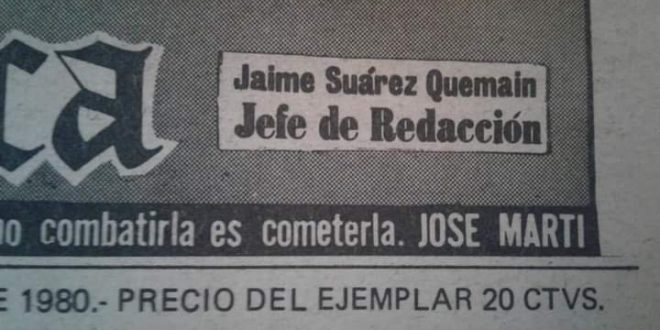 ca
Jaime Suárez Quemain
Jefe de Redacción
no combatirla es cometerla. JOSE MARTI
E 1980.- PRECIO DEL EJEMPLAR 20 CTVS.